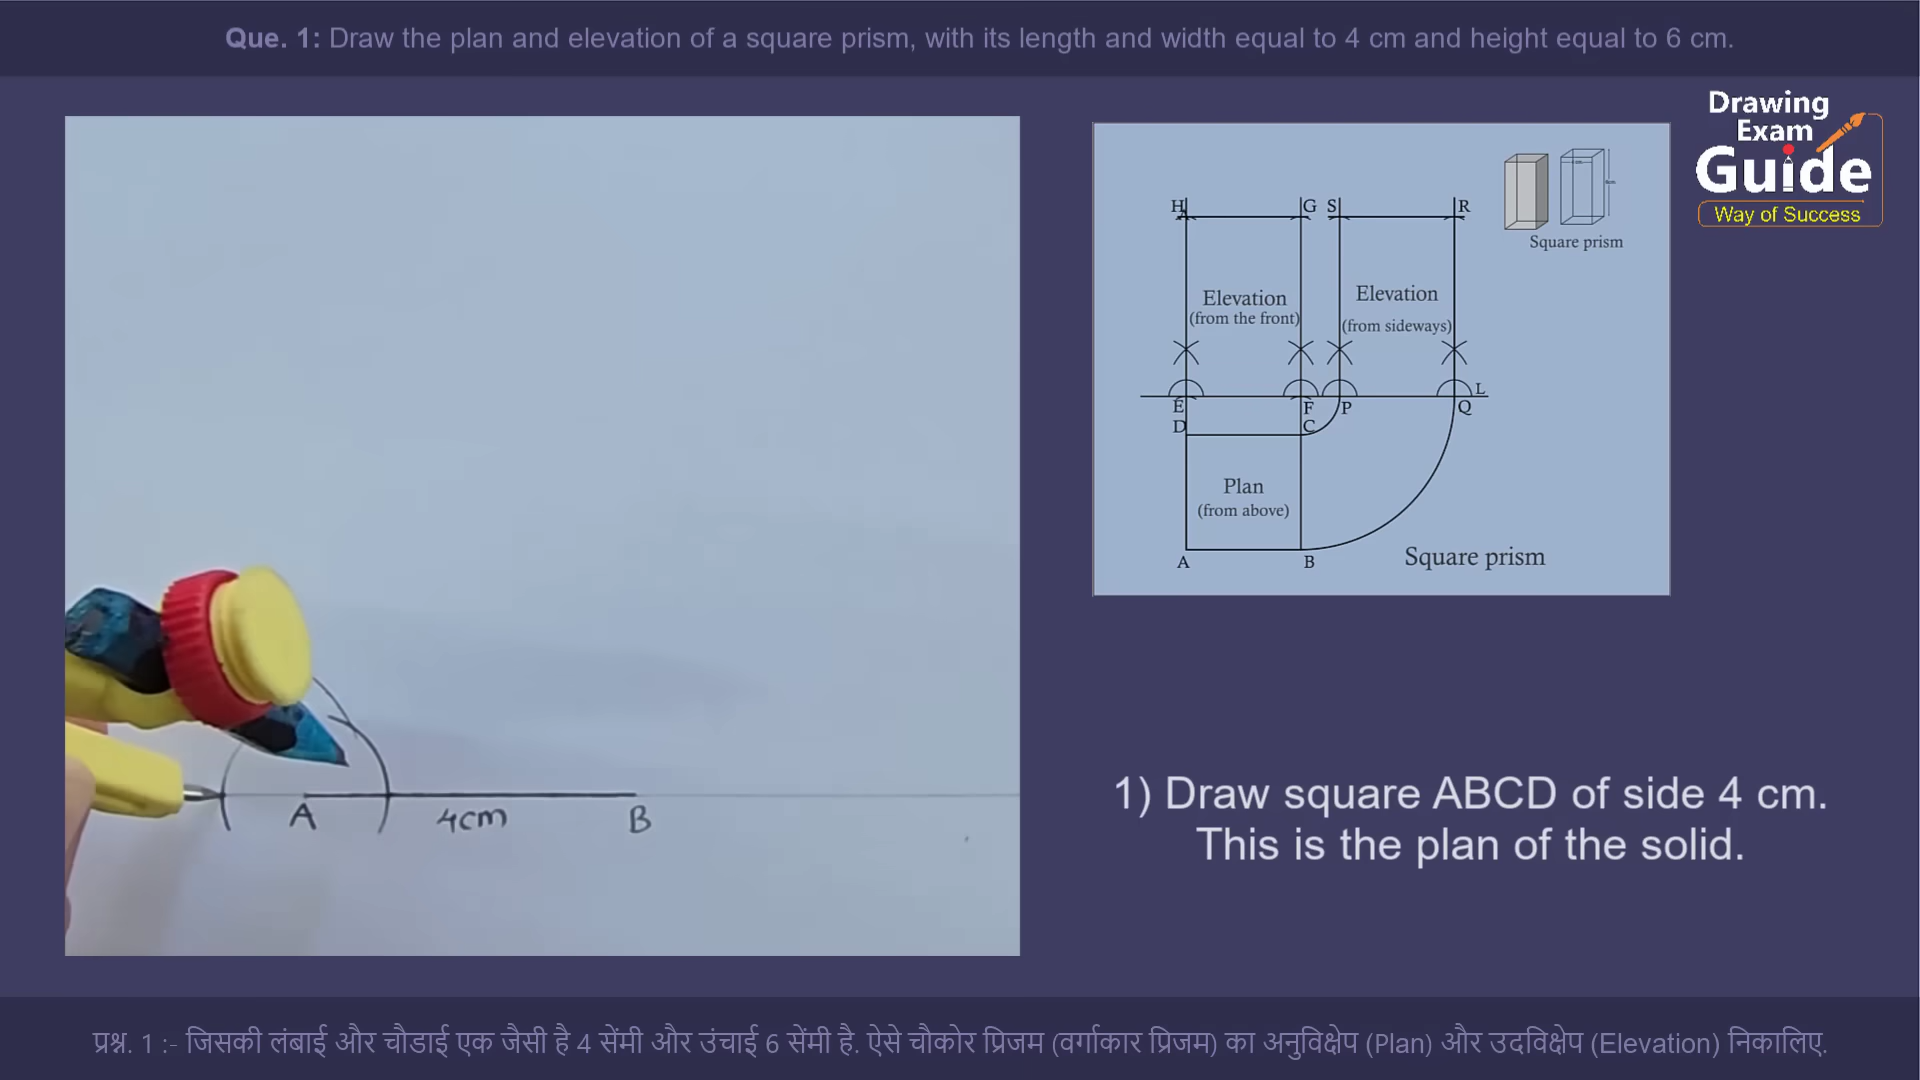 Que. 1: Draw the plan and elevation of a square prism, with its length and width equal to 4 cm and height equal to 6 cm.
Drawing
Exam
Guide
Way of Success
Square prism
H G S R
Elevation
(from the front)
Elevation
(from sideways)
L
E F P Q
D C
Plan
(from above)
A B
Square prism
A 4cm B
1) Draw square ABCD of side 4 cm.
This is the plan of the solid.
प्रश्न. 1 :- जिसकी लंबाई और चौडाई एक जैसी है 4 सेंमी और उंचाई 6 सेंमी है. ऐसे चौकोर प्रिजम (वर्गाकार प्रिजम) का अनुविक्षेप (Plan) और उदविक्षेप (Elevation) निकालिए.